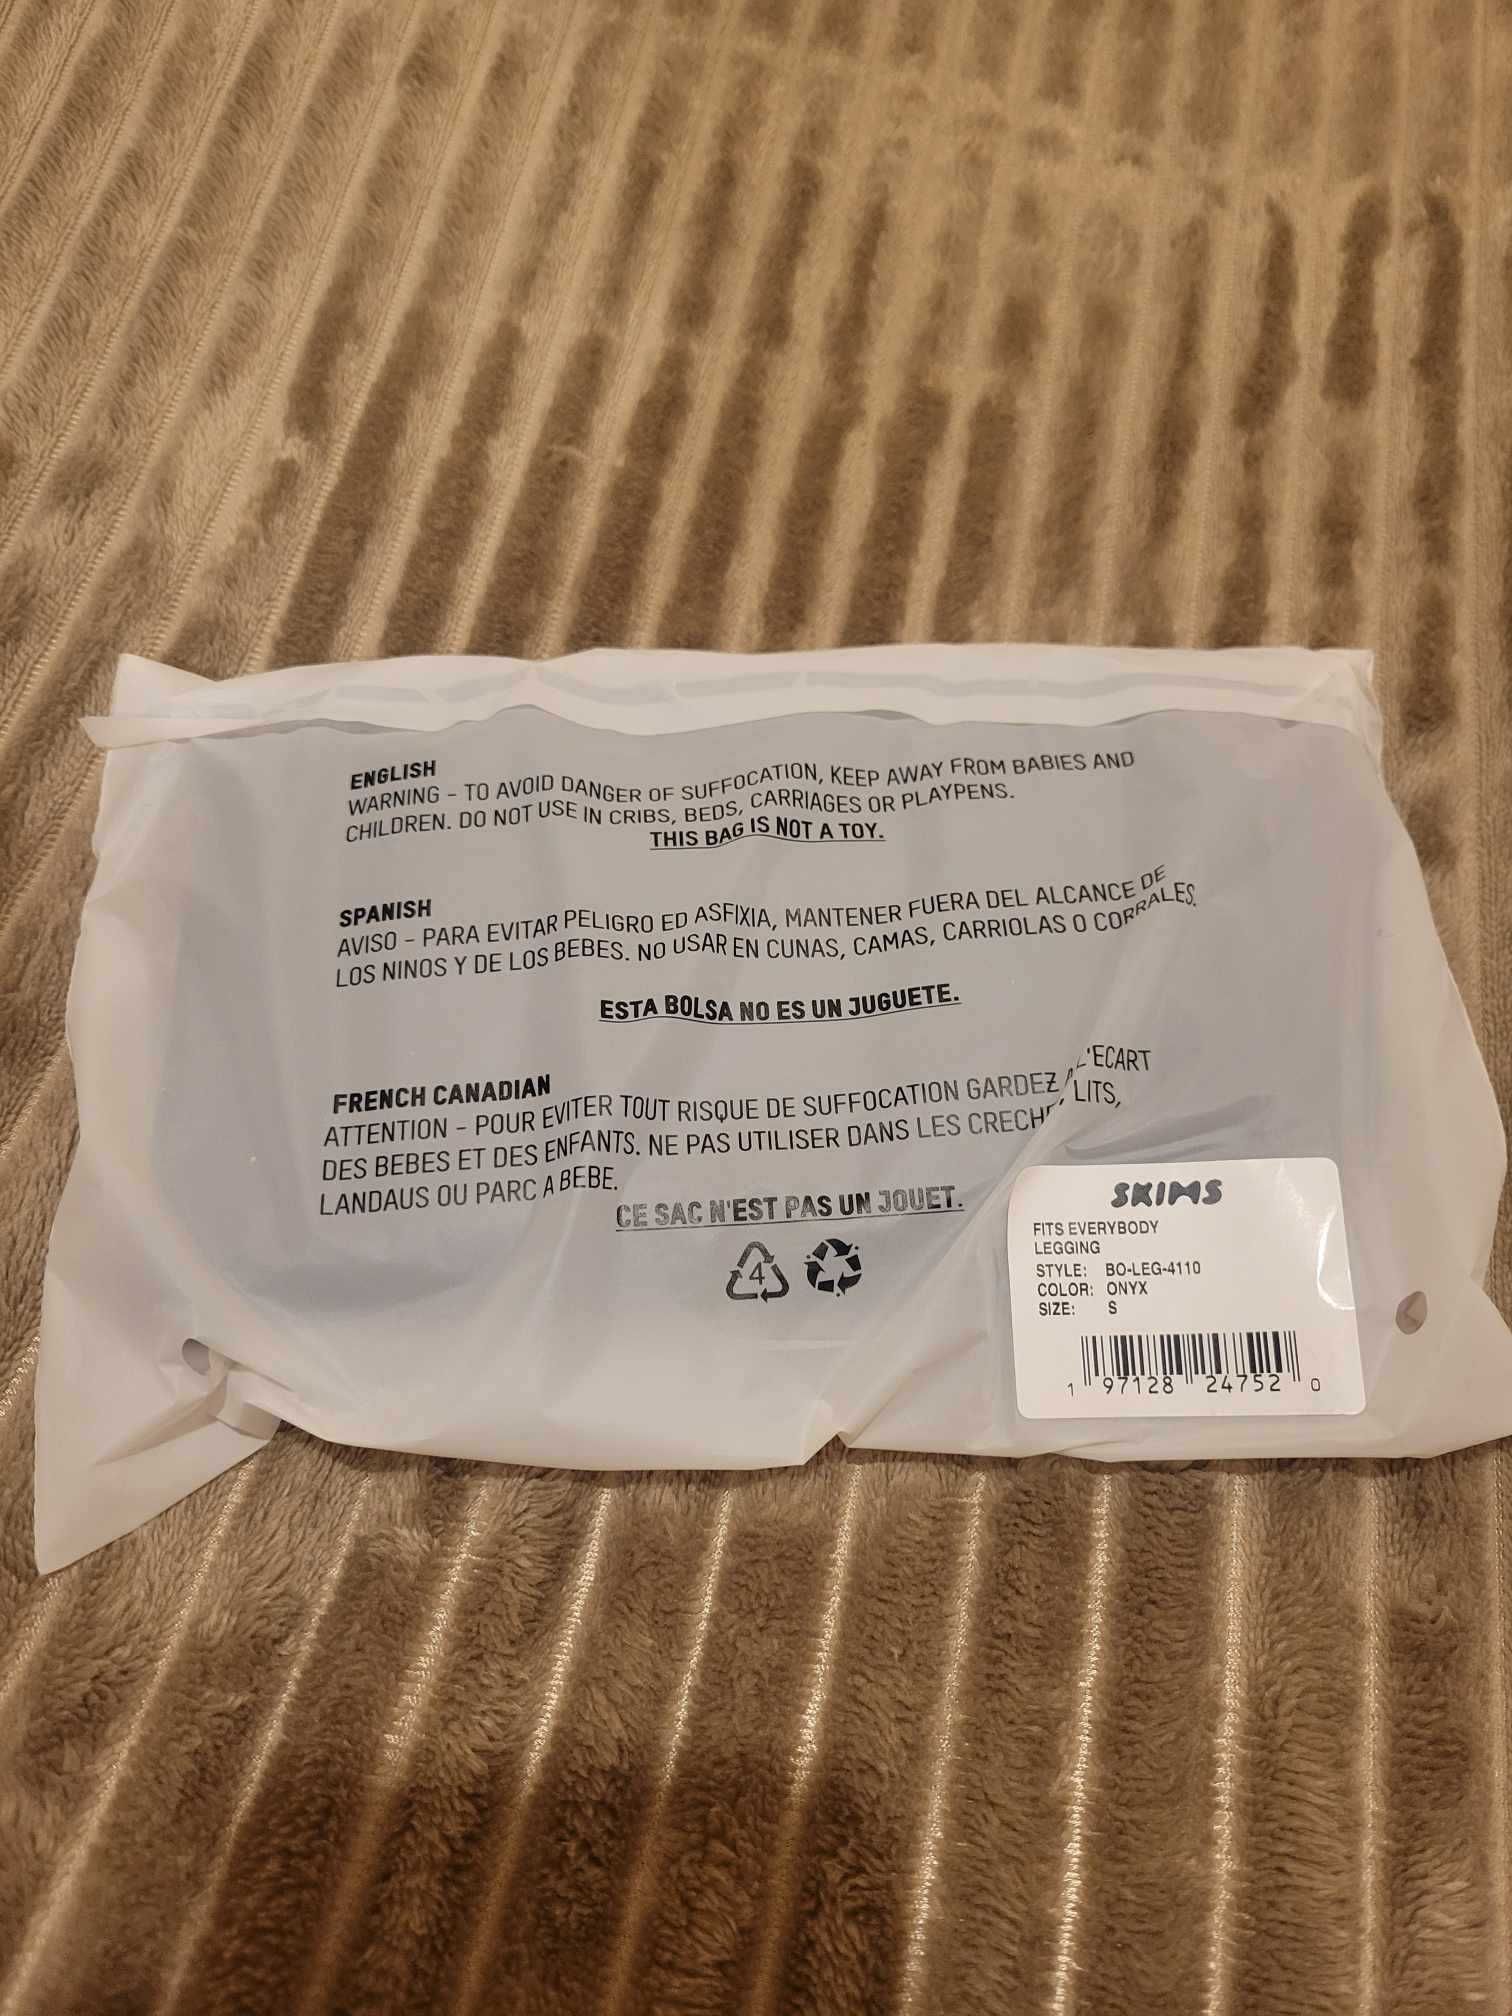 ENGLISH
WARNING - TO AVOID DANGER OF SUFFOCATION, KEEP AWAY FROM BABIES AND
CHILDREN. DO NOT USE IN CRIBS, BEDS, CARRIAGES OR PLAYPENS.
THIS BAG IS NOT A TOY.
SPANISH
AVISO - PARA EVITAR PELIGRO ED ASFIXIA, MANTENER FUERA DEL ALCANCE DE
LOS NINOS Y DE LOS BEBES. NO USAR EN CUNAS, CAMAS, CARRIOLAS O CORRALES.
ESTA BOLSA NO ES UN JUGUETE.
FRENCH CANADIAN
ATTENTION - POUR EVITER TOUT RISQUE DE SUFFOCATION GARDEZ A L'ECART
DES BEBES ET DES ENFANTS. NE PAS UTILISER DANS LES LITS,
LANDAUS OU PARC A BEBE.
CE SAC N'EST PAS UN JOUET.
4
SKIMS
FITS EVERYBODY
LEGGING
STYLE: BO-LEG-4110
COLOR: ONYX
SIZE: S
1 97128 24752 0